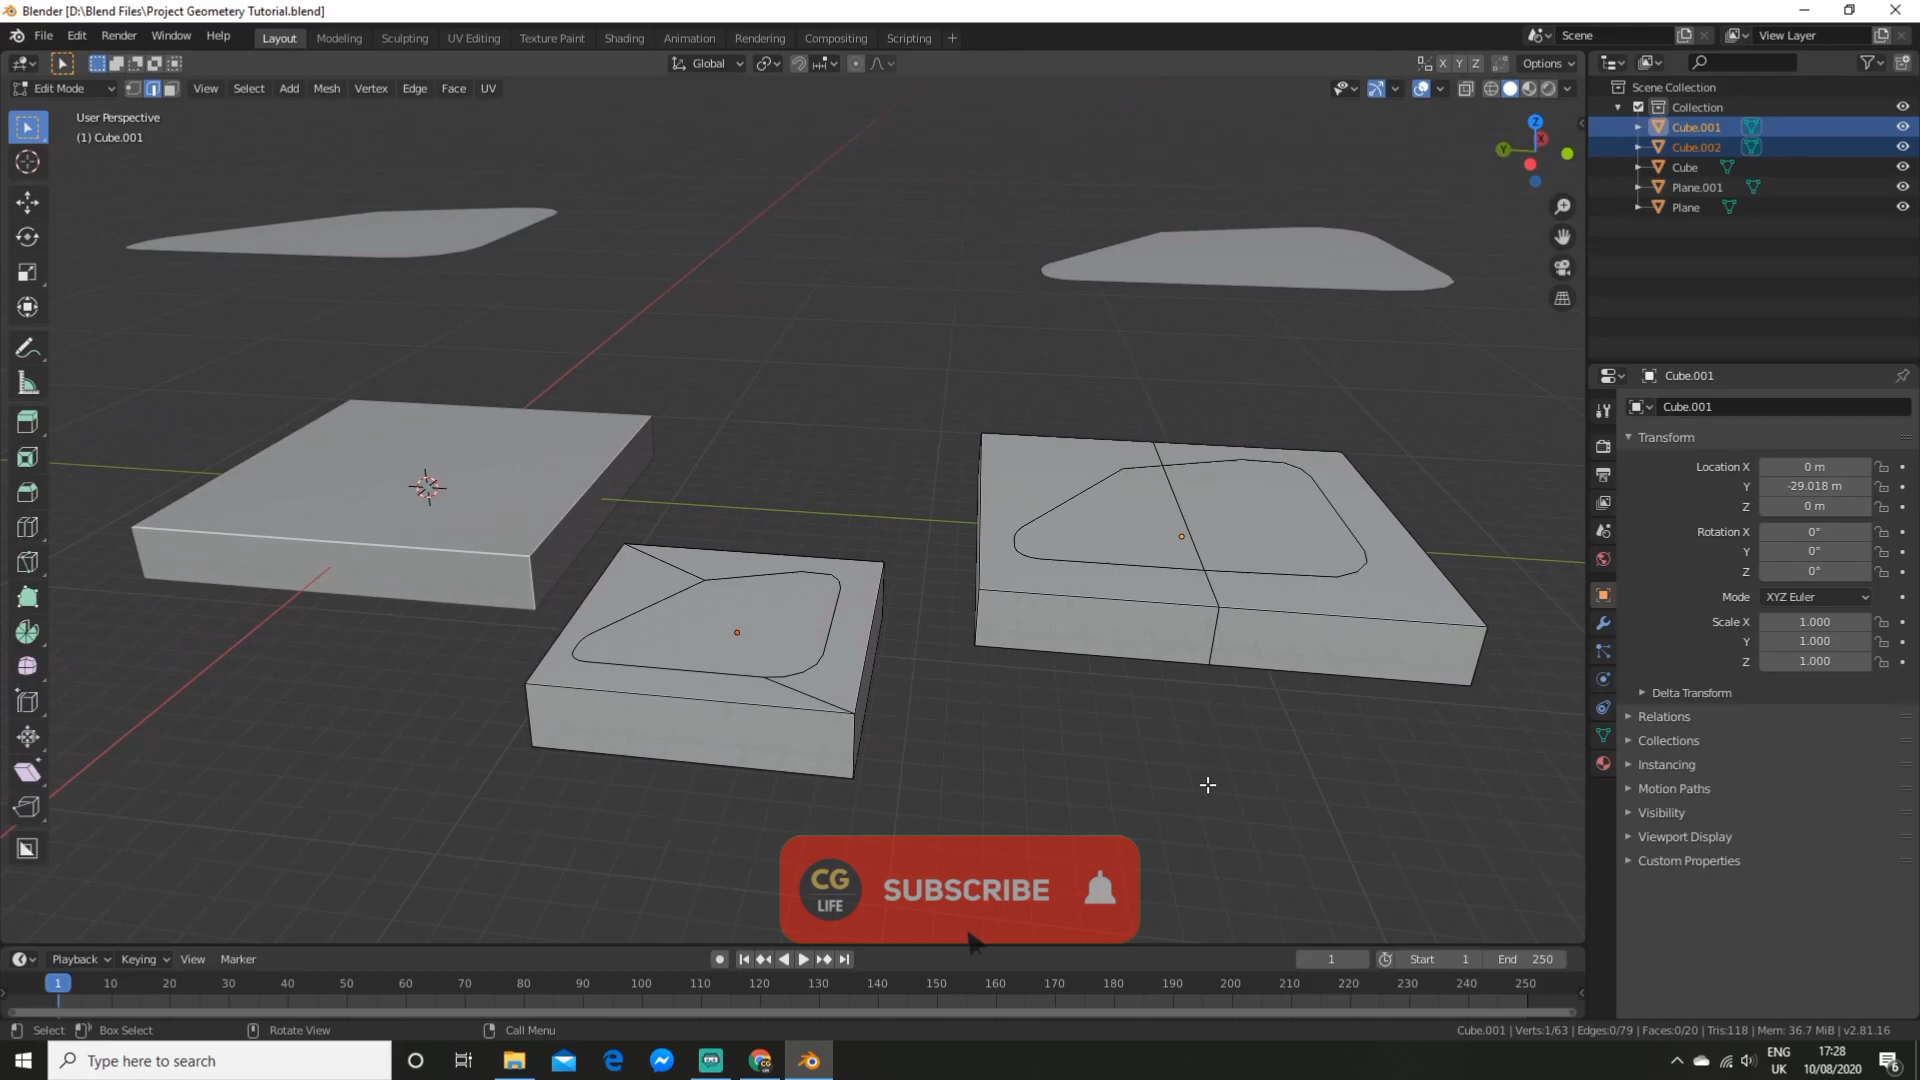 Blender [D:\Blend Files\Project Geometery Tutorial.blend]
File Edit Render Window Help
Layout Modeling Sculpting UV Editing Texture Paint Shading Animation Rendering Compositing Scripting +
Scene
View Layer
Global
X Y Z
Options
Edit Mode
View Select Add Mesh Vertex Edge Face UV
User Perspective
(1) Cube.001
Z
X
Y
Scene Collection
Collection
Cube.001
Cube.002
Cube
Plane.001
Plane
Cube.001
Cube.001
Transform
Location X 0 m
Y -29.018 m
Z 0 m
Rotation X 0°
Y 0°
Z 0°
Mode XYZ Euler
Scale X 1.000
Y 1.000
Z 1.000
Delta Transform
Relations
Collections
Instancing
Motion Paths
Visibility
Viewport Display
Custom Properties
CG
LIFE
SUBSCRIBE
Playback Keying View Marker
1 Start 1 End 250
1 10 20 30 40 50 60 70 80 90 100 110 120 130 140 150 160 170 180 190 200 210 220 230 240 250
Select Box Select Rotate View Call Menu
Cube.001 | Verts:1/63 | Edges:0/79 | Faces:0/20 | Tris:118 | Mem: 36.7 MiB | v2.81.16
Type here to search
ENG
UK
17:28
10/08/2020
6